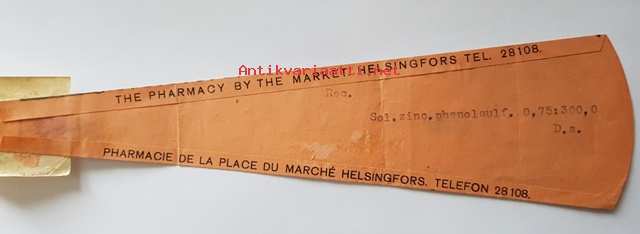 THE PHARMACY BY THE MARKET. HELSINGFORS TEL. 28108.
Antikvariaatti.net
Rec.
Sol.zinc.phenolsulf. 0,75:300,0
D.s.
PHARMACIE DE LA PLACE DU MARCHÉ HELSINGFORS. TELEFON 28108.